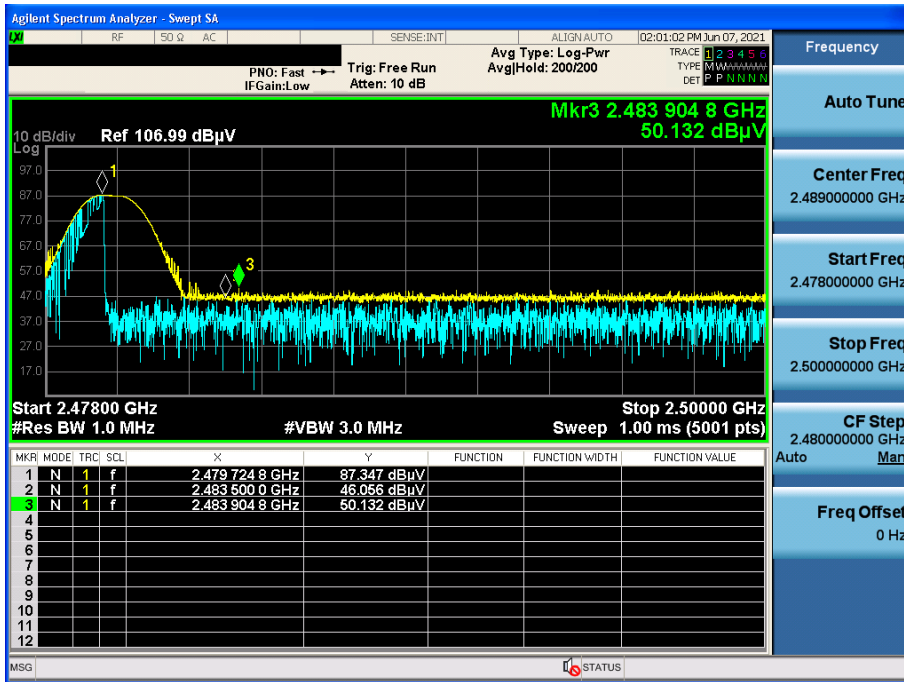 Agilent Spectrum Analyzer - Swept SA
LXI RF 50 Ω AC SENSE:INT ALIGN AUTO 02:01:02 PM Jun 07, 2021
PNO: Fast
IFGain:Low
Trig: Free Run
Atten: 10 dB
Avg Type: Log-Pwr
Avg|Hold: 200/200
TRACE 1 2 3 4 5 6
TYPE M
DET P P N N N N
Mkr3 2.483 904 8 GHz
50.132 dBµV
10 dB/div Ref 106.99 dBµV
Log
97.0
87.0
77.0
67.0
57.0
47.0
37.0
27.0
17.0
1
3
Start 2.47800 GHz Stop 2.50000 GHz
#Res BW 1.0 MHz #VBW 3.0 MHz Sweep 1.00 ms (5001 pts)
MKR MODE TRC SCL X Y FUNCTION FUNCTION WIDTH FUNCTION VALUE
1 N 1 f 2.479 724 8 GHz 87.347 dBµV
2 N 1 f 2.483 500 0 GHz 46.056 dBµV
3 N 1 f 2.483 904 8 GHz 50.132 dBµV
4
5
6
7
8
9
10
11
12
MSG STATUS
Frequency
Auto Tune
Center Freq
2.489000000 GHz
Start Freq
2.478000000 GHz
Stop Freq
2.500000000 GHz
CF Step
2.480000000 GHz
Auto Man
Freq Offset
0 Hz